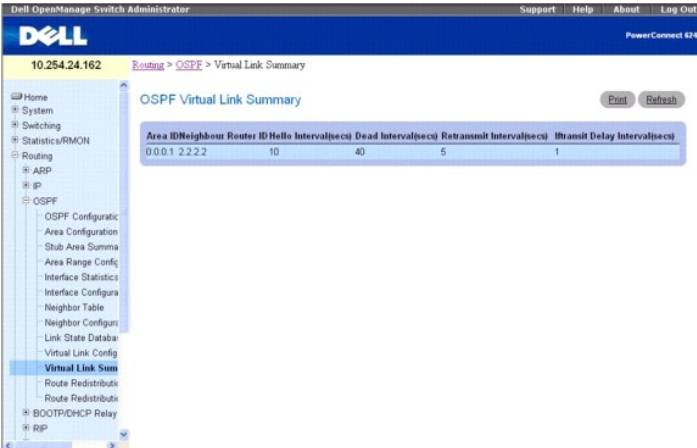 Dell OpenManage Switch Administrator Support Help About Log Out
DELL
PowerConnect 624
10.254.24.162
Routing > OSPF > Virtual Link Summary
Home
System
Switching
Statistics/RMON
Routing
ARP
IP
OSPF
OSPF Configuratic
Area Configuration
Stub Area Summa
Area Range Config
Interface Statistics
Interface Configura
Neighbor Table
Neighbor Configura
Link State Databas
Virtual Link Config
Virtual Link Sum
Route Redistributic
Route Redistributic
BOOTP/DHCP Relay
RIP
OSPF Virtual Link Summary
Print Refresh
Area ID Neighbour Router ID Hello Interval(secs) Dead Interval(secs) Retransmit Interval(secs) Iftransit Delay Interval(secs)
0.0.0.1 2.2.2.2 10 40 5 1